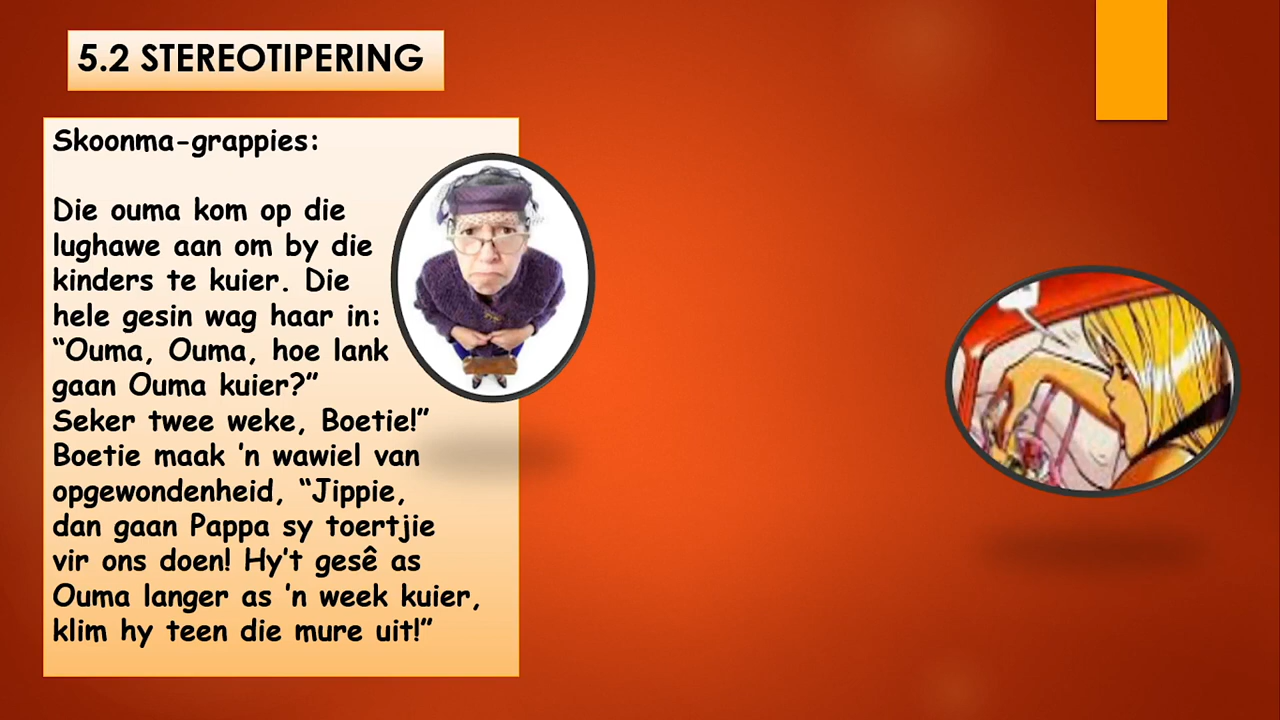 5.2 STEREOTIPERING
Skoonma-grappies:
Die ouma kom op die
lughawe aan om by die
kinders te kuier. Die
hele gesin wag haar in:
“Ouma, Ouma, hoe lank
gaan Ouma kuier?”
Seker twee weke, Boetie!”
Boetie maak ’n wawiel van
opgewondenheid, “Jippie,
dan gaan Pappa sy toertjie
vir ons doen! Hy’t gesê as
Ouma langer as ’n week kuier,
klim hy teen die mure uit!”